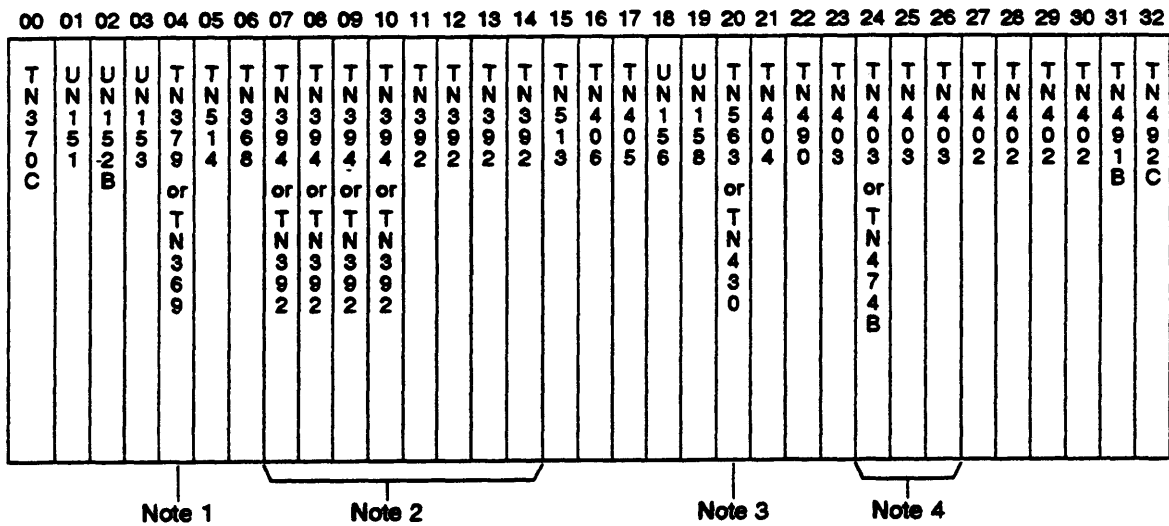 00 01 02 03 04 05 06 07 08 09 10 11 12 13 14 15 16 17 18 19 20 21 22 23 24 25 26 27 28 29 30 31 32
TN370C
UN151
UN152B
UN153
TN379 or TN369
TN514
TN368
TN394 or TN392
TN394 or TN392
TN394 or TN392
TN394 or TN392
TN392
TN392
TN392
TN392
TN513
TN406
TN405
UN156
UN158
TN563 or TN430
TN404
TN490
TN403
TN403 or TN474B
TN403
TN403
TN402
TN402
TN402
TN402
TN491B
TN492C
Note 1 Note 2 Note 3 Note 4